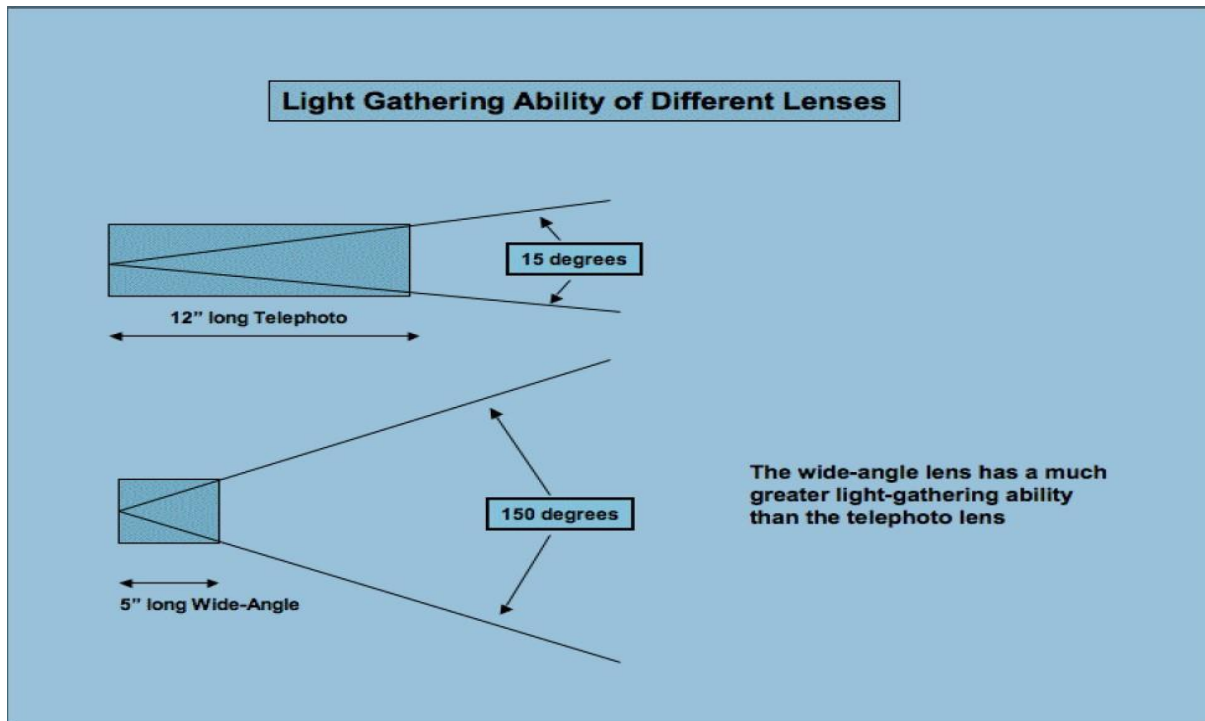 Light Gathering Ability of Different Lenses
15 degrees
12” long Telephoto
150 degrees
The wide-angle lens has a much
greater light-gathering ability
than the telephoto lens
5” long Wide-Angle